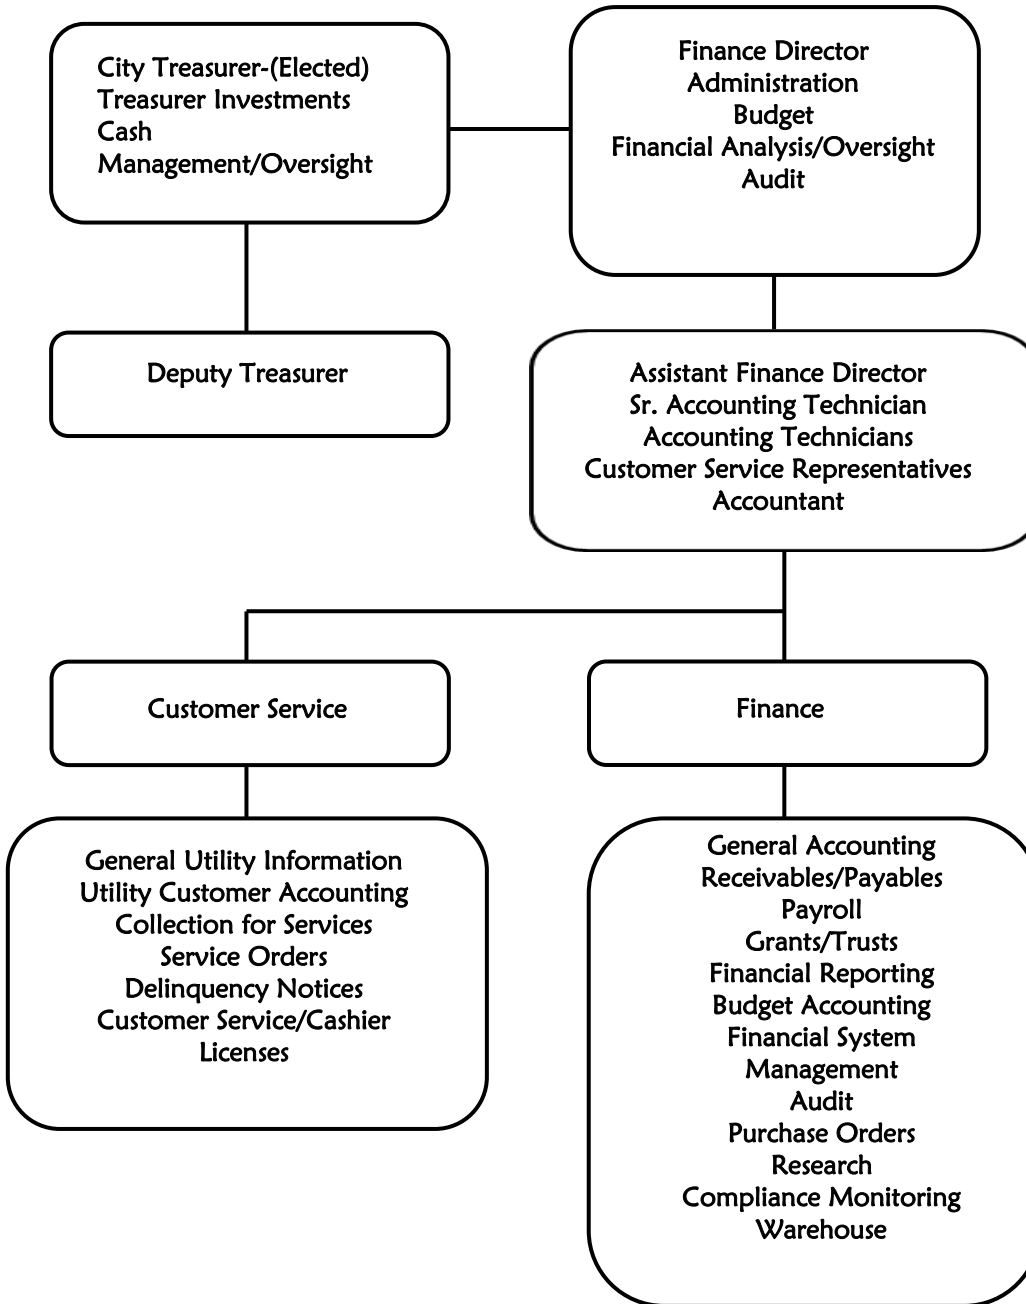 City Treasurer-(Elected)
Treasurer Investments
Cash
Management/Oversight
Finance Director
Administration
Budget
Financial Analysis/Oversight
Audit
Deputy Treasurer
Assistant Finance Director
Sr. Accounting Technician
Accounting Technicians
Customer Service Representatives
Accountant
Customer Service
Finance
General Utility Information
Utility Customer Accounting
Collection for Services
Service Orders
Delinquency Notices
Customer Service/Cashier
Licenses
General Accounting
Receivables/Payables
Payroll
Grants/Trusts
Financial Reporting
Budget Accounting
Financial System
Management
Audit
Purchase Orders
Research
Compliance Monitoring
Warehouse